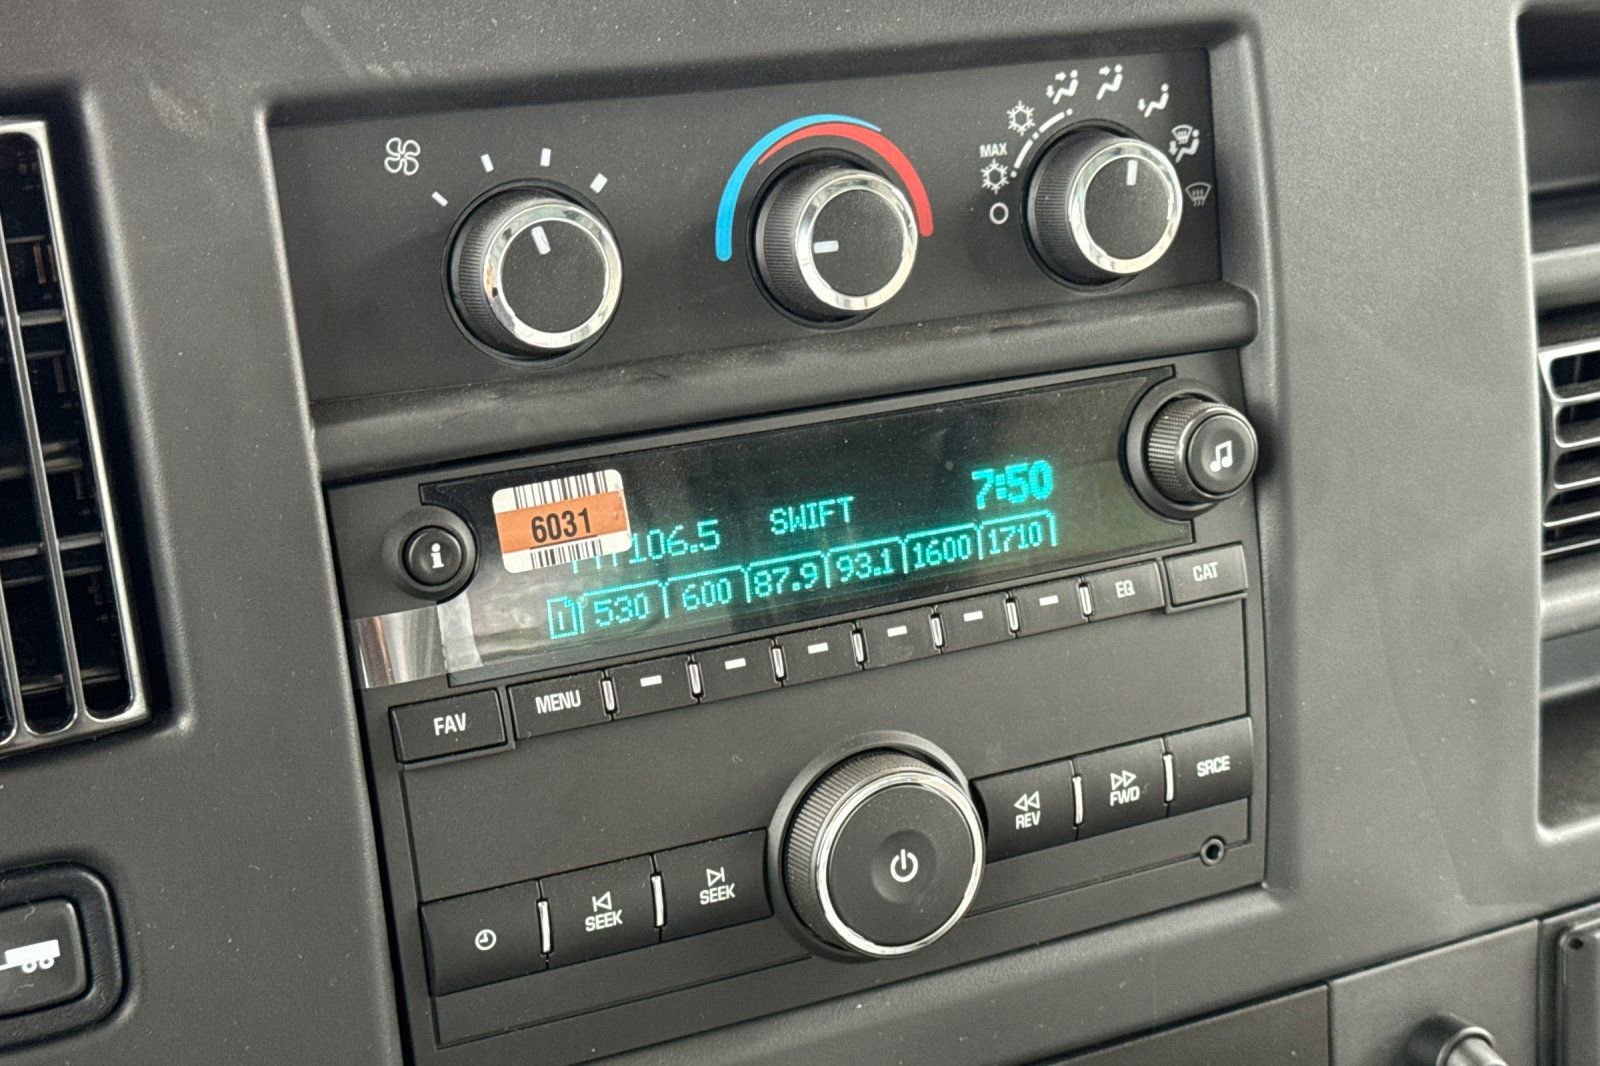 MAX
6031
106.5 SWIFT 7:50
1 530 600 87.9 93.1 1600 1710
i
FAV MENU EQ CAT
REV FWD SRCE
SEEK SEEK